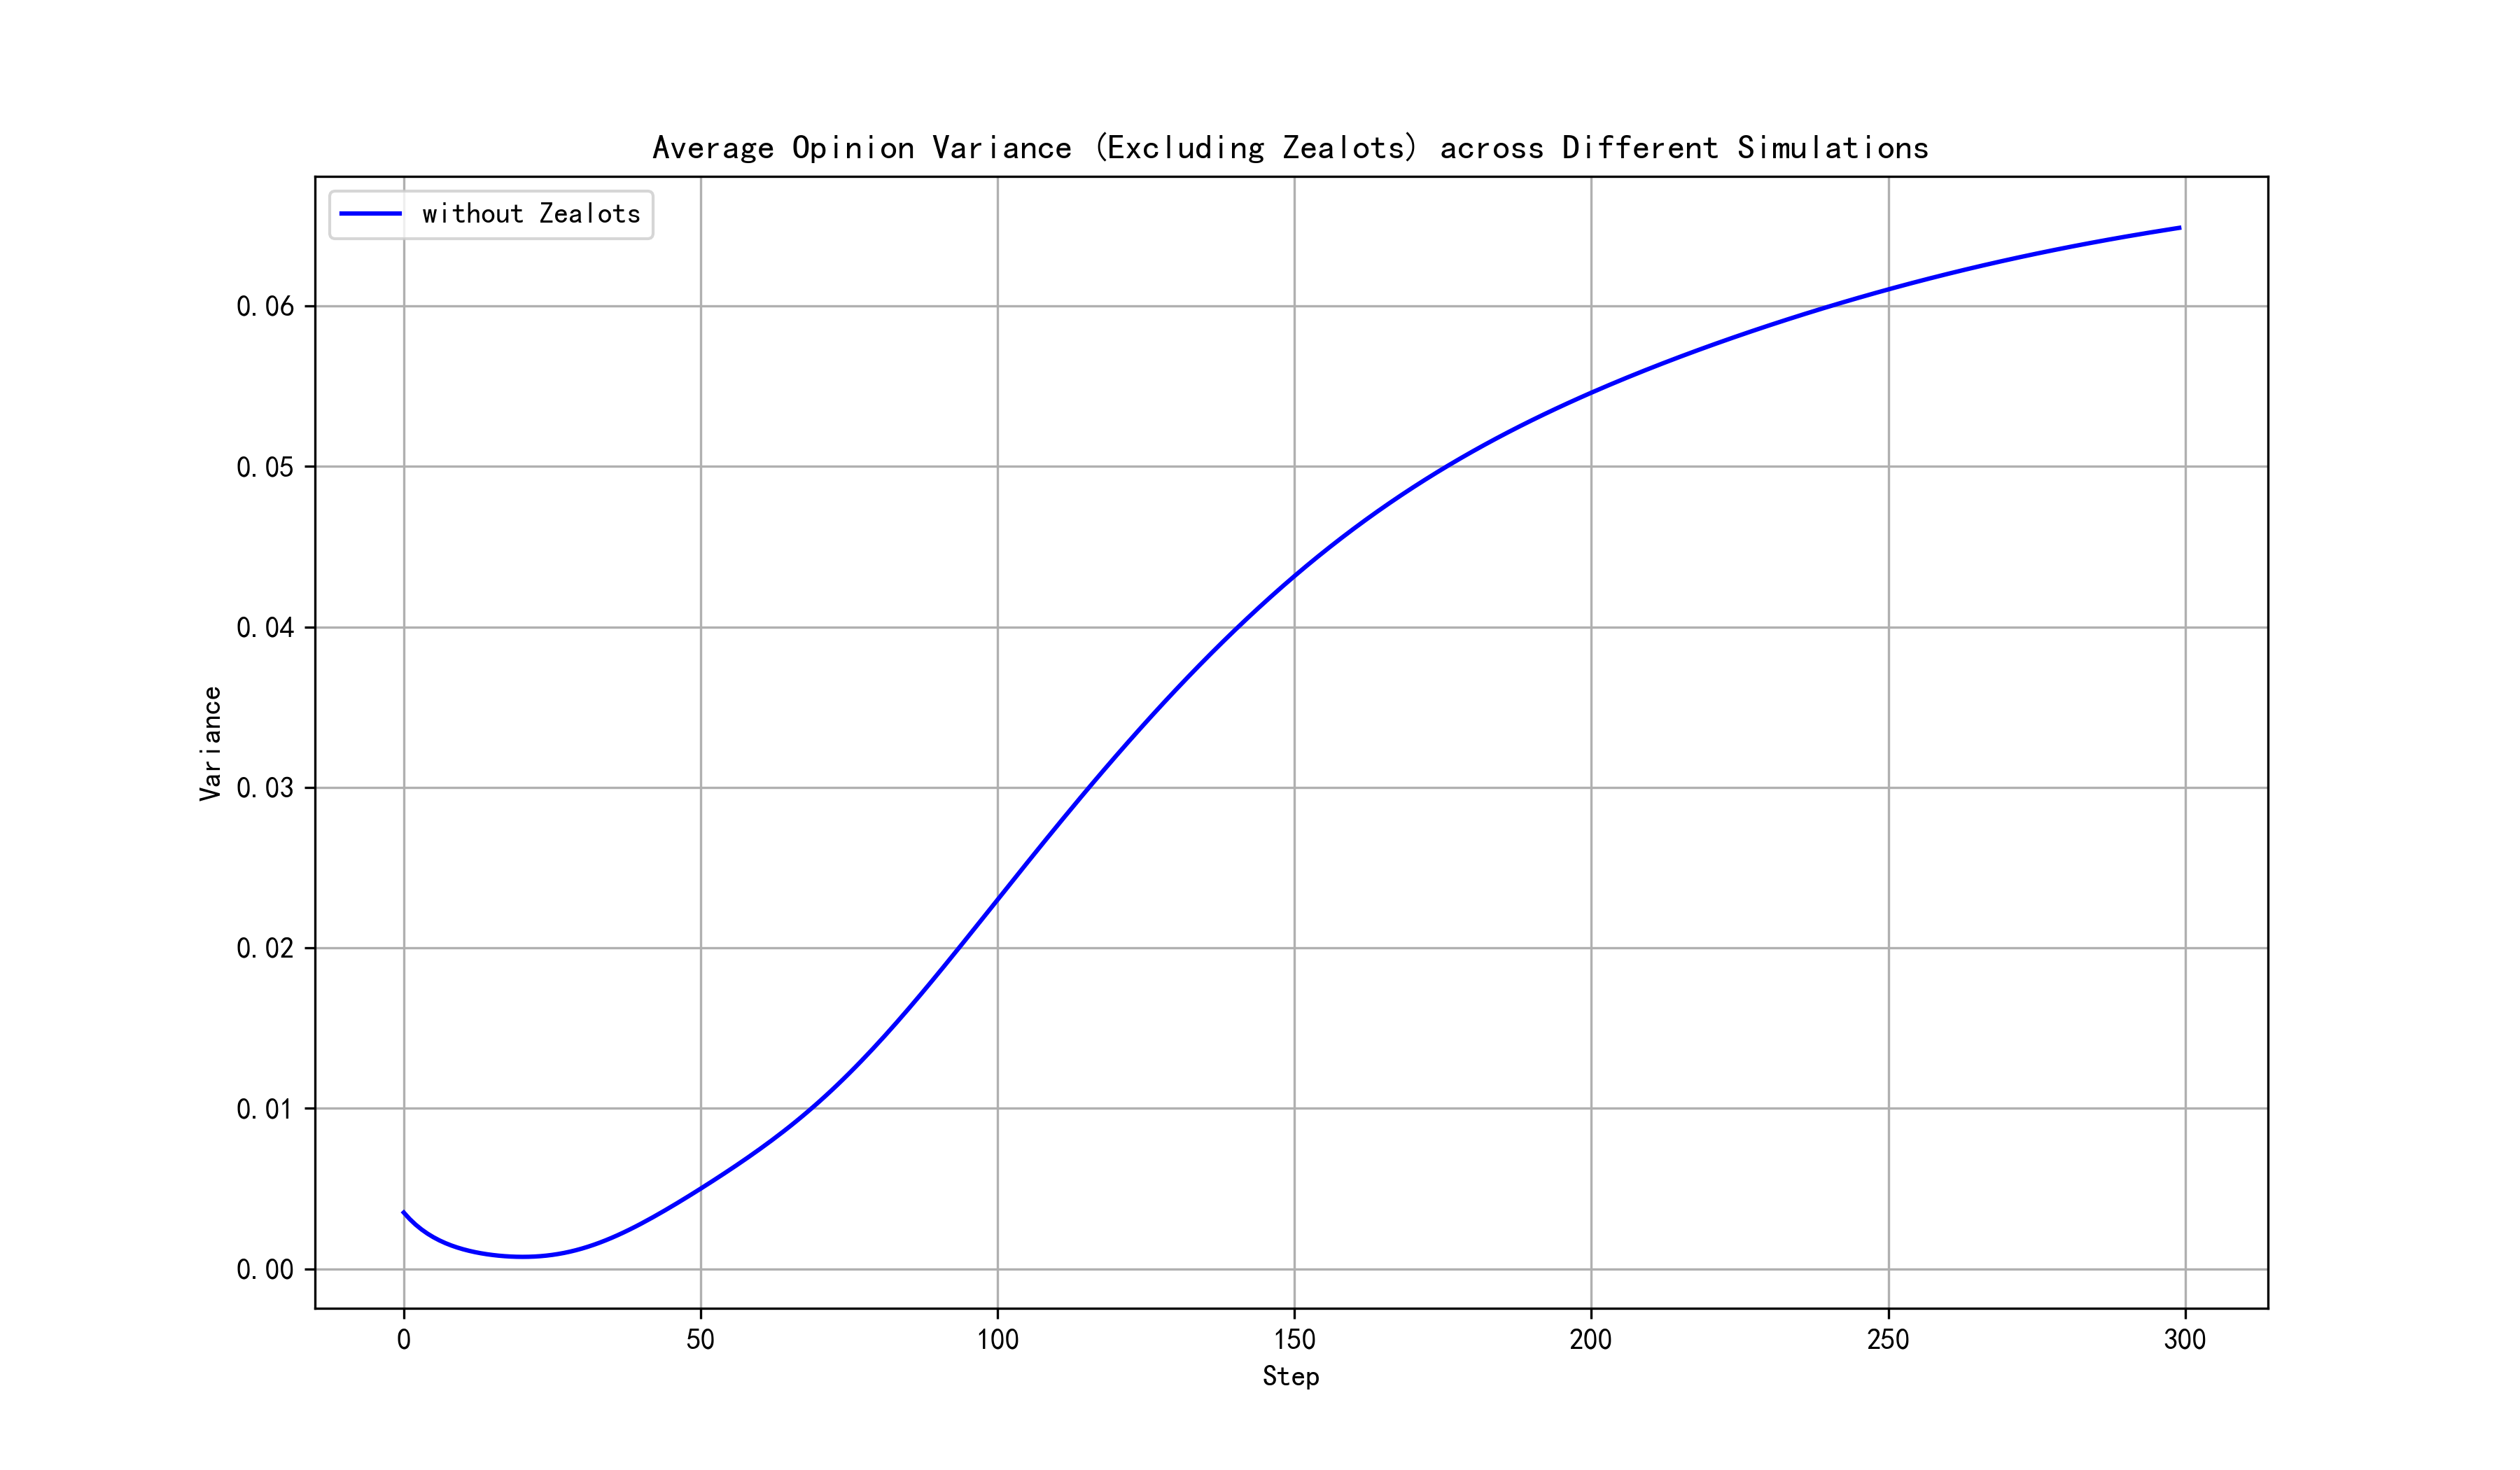 Average Opinion Variance (Excluding Zealots) across Different Simulations
without Zealots
0.06
0.05
0.04
0.03
0.02
0.01
0.00
Variance
0 50 100 150 200 250 300
Step